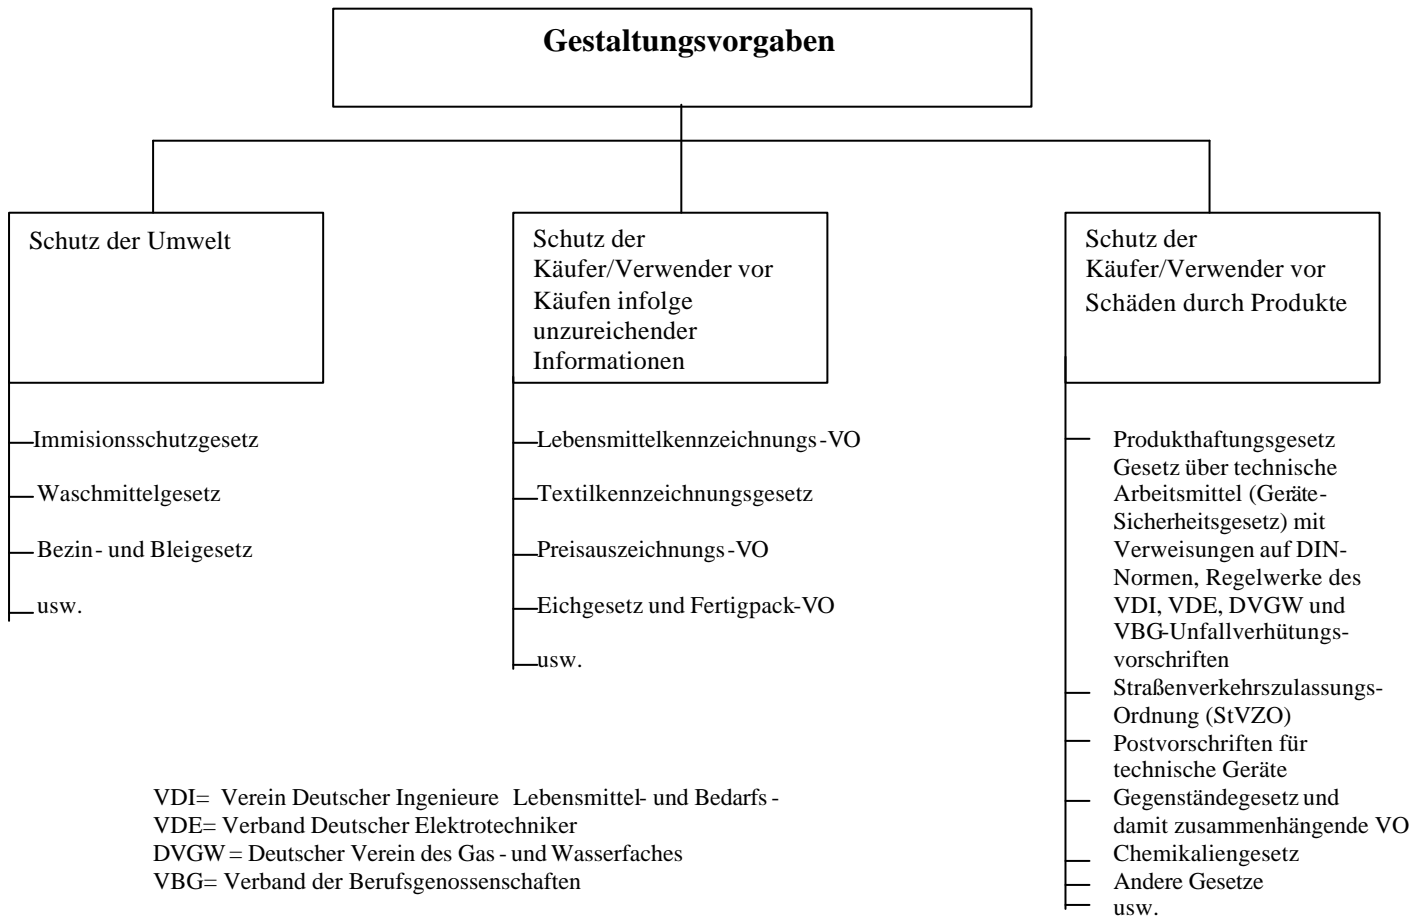 Gestaltungsvorgaben
Schutz der Umwelt
Immisionsschutzgesetz
Waschmittelgesetz
Bezin- und Bleigesetz
usw.
Schutz der
Käufer/Verwender vor
Käufen infolge
unzureichender
Informationen
Lebensmittelkennzeichnungs-VO
Textilkennzeichnungsgesetz
Preisauszeichnungs-VO
Eichgesetz und Fertigpack-VO
usw.
Schutz der
Käufer/Verwender vor
Schäden durch Produkte
Produkthaftungsgesetz
Gesetz über technische
Arbeitsmittel (Geräte-
Sicherheitsgesetz) mit
Verweisungen auf DIN-
Normen, Regelwerke des
VDI, VDE, DVGW und
VBG-Unfallverhütungs-
vorschriften
Straßenverkehrszulassungs-
Ordnung (StVZO)
Postvorschriften für
technische Geräte
Gegenständegesetz und
damit zusammenhängende VO
Chemikaliengesetz
Andere Gesetze
usw.
VDI= Verein Deutscher Ingenieure Lebensmittel- und Bedarfs-
VDE= Verband Deutscher Elektrotechniker
DVGW = Deutscher Verein des Gas- und Wasserfaches
VBG= Verband der Berufsgenossenschaften